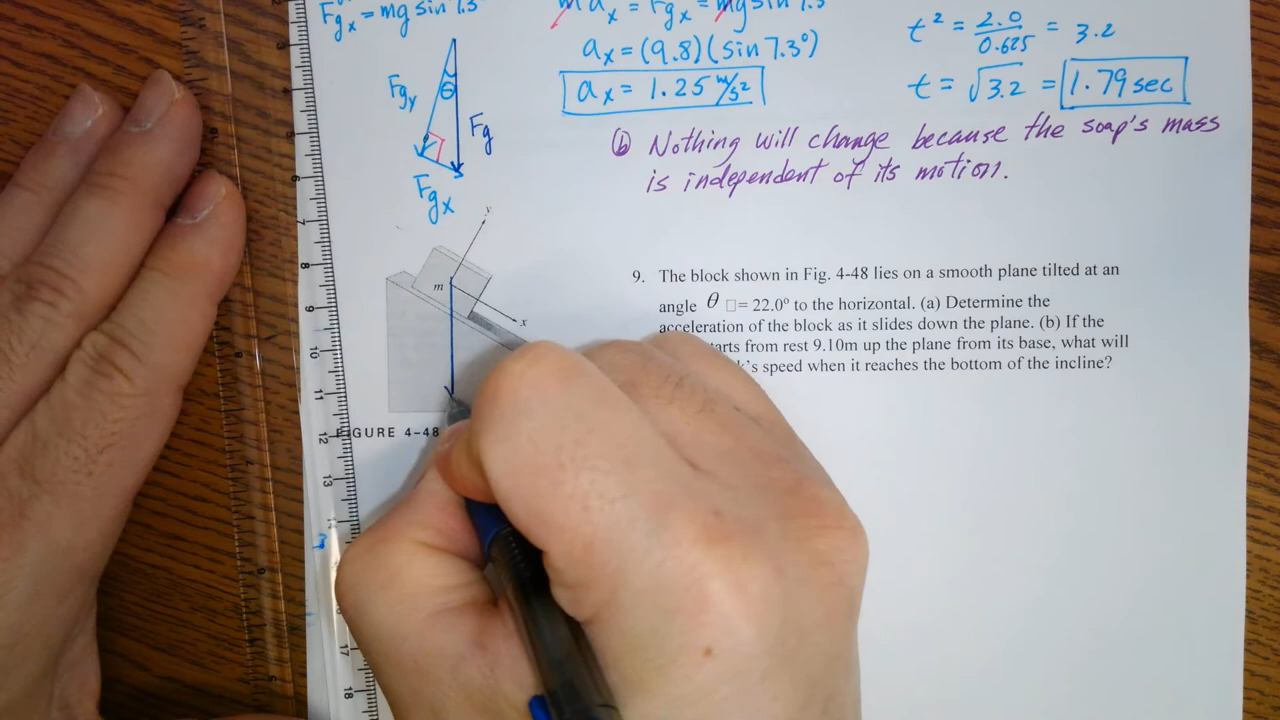 Fgx = mg sin 7.3°
m ax = Fgx = mg sin 7.3
ax = (9.8)(sin 7.3°)
ax = 1.25 m/s²
t² = 2.0/0.625 = 3.2
t = √3.2 = 1.79 sec
θ
Fgy
Fg
Fgx
ⓑ Nothing will change because the soap's mass
is independent of its motion.
y
m
x
FIGURE 4-48
9. The block shown in Fig. 4-48 lies on a smooth plane tilted at an
angle θ □= 22.0° to the horizontal. (a) Determine the
acceleration of the block as it slides down the plane. (b) If the
arts from rest 9.10m up the plane from its base, what will
's speed when it reaches the bottom of the incline?